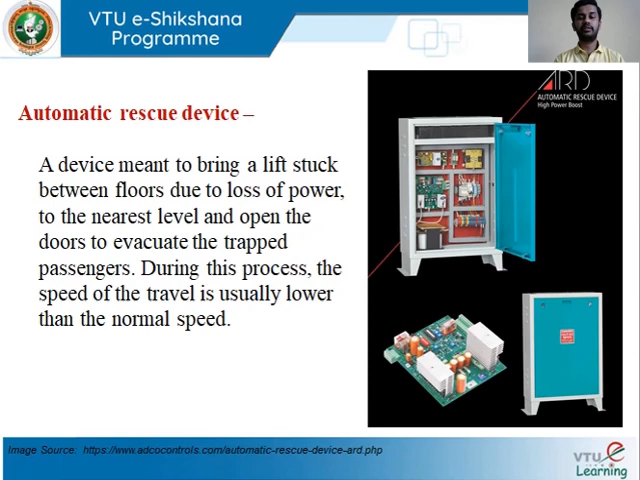 VTU e-Shikshana
Programme
Automatic rescue device –
A device meant to bring a lift stuck
between floors due to loss of power,
to the nearest level and open the
doors to evacuate the trapped
passengers. During this process, the
speed of the travel is usually lower
than the normal speed.
ARD
AUTOMATIC RESCUE DEVICE
High Power Boost
Image Source: https://www.adcocontrols.com/automatic-rescue-device-ard.php
VTU e
Learning